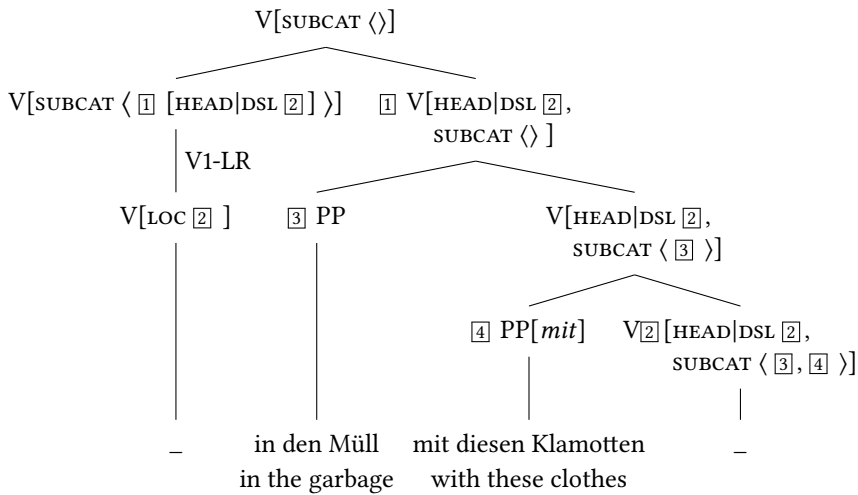 V[SUBCAT ⟨⟩]
V[SUBCAT ⟨ 1 [HEAD|DSL 2] ⟩] 1 V[HEAD|DSL 2,
SUBCAT ⟨⟩ ]
V1-LR
V[LOC 2 ] 3 PP V[HEAD|DSL 2,
SUBCAT ⟨ 3 ⟩]
4 PP[mit] V2[HEAD|DSL 2,
SUBCAT ⟨ 3, 4 ⟩]
_ in den Müll mit diesen Klamotten _
in the garbage with these clothes